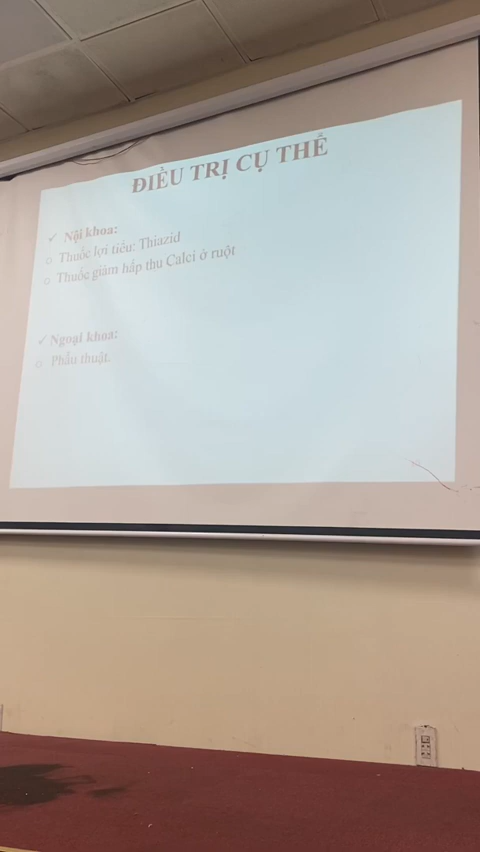 ĐIỀU TRỊ CỤ THỂ
✓ Nội khoa:
o Thuốc lợi tiểu: Thiazid
o Thuốc giảm hấp thu Calci ở ruột
✓ Ngoại khoa:
o Phẫu thuật.